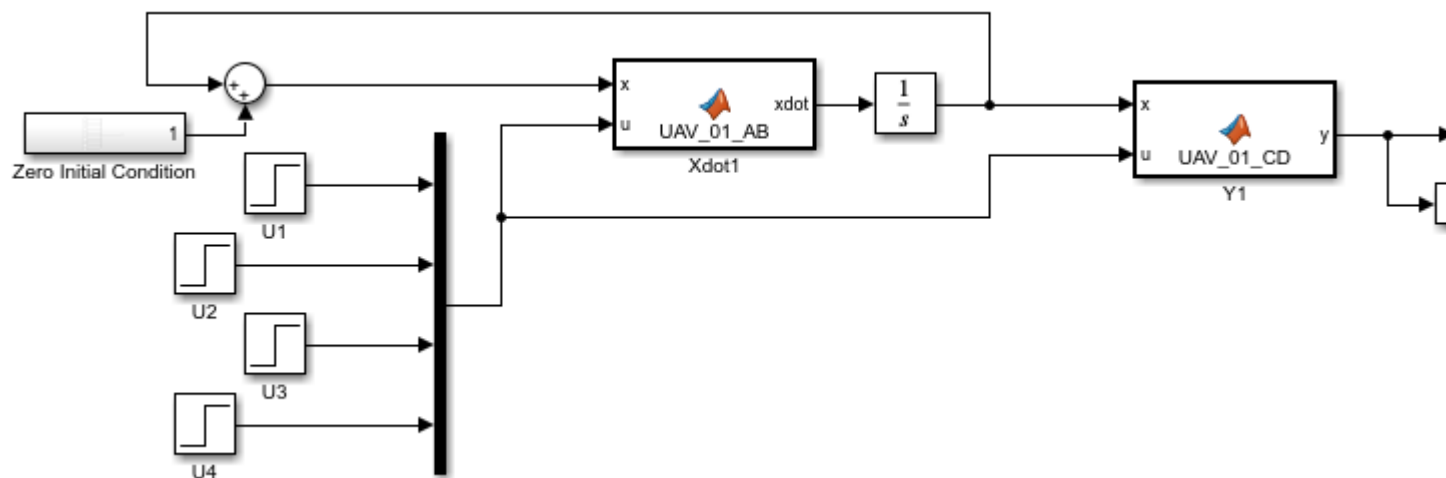 +
+
1
Zero Initial Condition
U1
U2
U3
U4
x
u
xdot
UAV_01_AB
Xdot1
1
s
x
u
y
UAV_01_CD
Y1